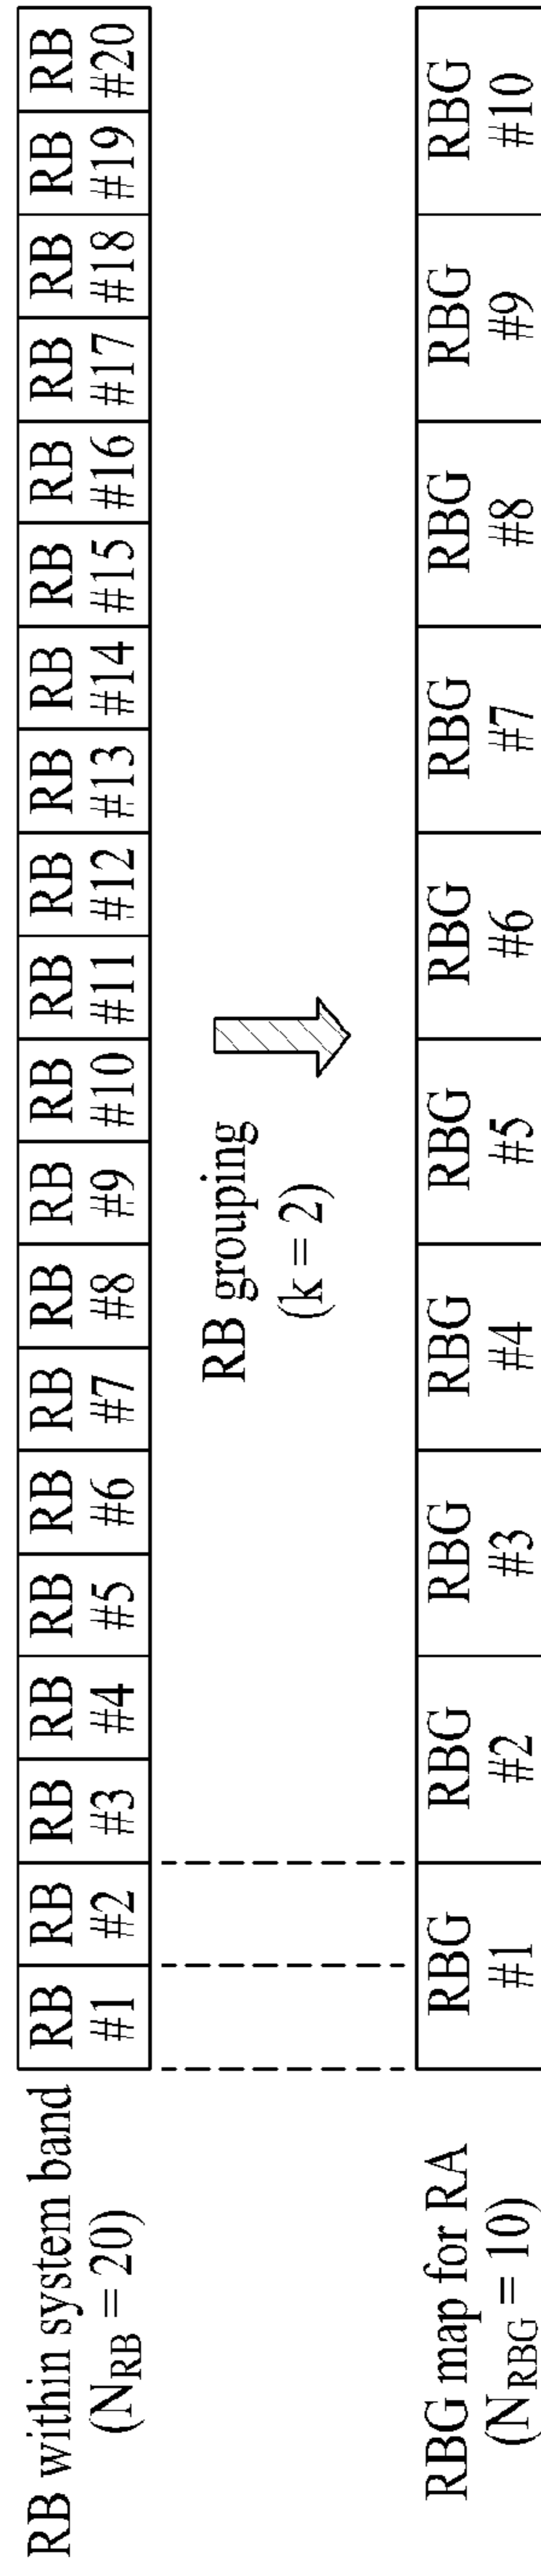 RB within system band
(N_RB = 20)
RB
#1
RB
#2
RB
#3
RB
#4
RB
#5
RB
#6
RB
#7
RB
#8
RB
#9
RB
#10
RB
#11
RB
#12
RB
#13
RB
#14
RB
#15
RB
#16
RB
#17
RB
#18
RB
#19
RB
#20
RB grouping
(k = 2)
RBG map for RA
(N_RBG = 10)
RBG
#1
RBG
#2
RBG
#3
RBG
#4
RBG
#5
RBG
#6
RBG
#7
RBG
#8
RBG
#9
RBG
#10